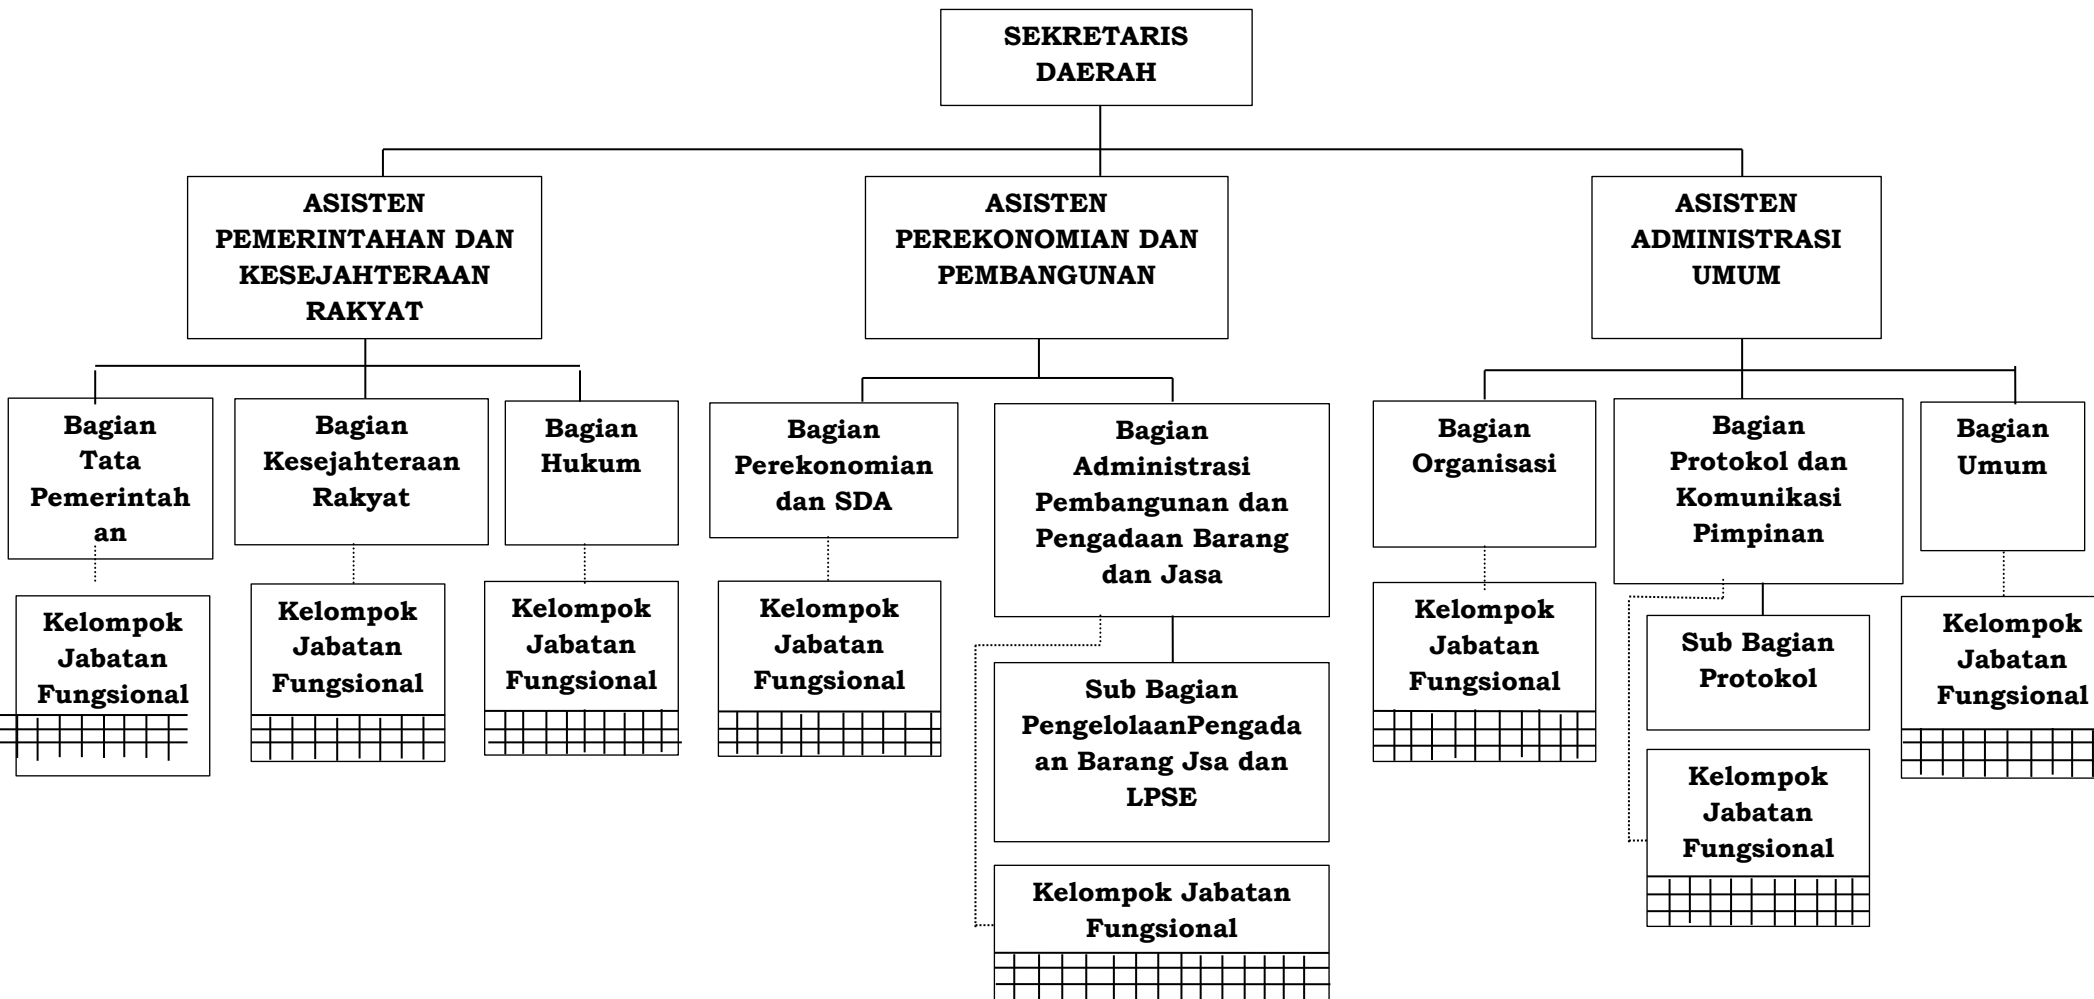 SEKRETARIS
DAERAH
ASISTEN
PEMERINTAHAN DAN
KESEJAHTERAAN
RAKYAT
ASISTEN
PEREKONOMIAN DAN
PEMBANGUNAN
ASISTEN
ADMINISTRASI
UMUM
Bagian
Tata
Pemerintah
an
Bagian
Kesejahteraan
Rakyat
Bagian
Hukum
Bagian
Perekonomian
dan SDA
Bagian
Administrasi
Pembangunan dan
Pengadaan Barang
dan Jasa
Bagian
Organisasi
Bagian
Protokol dan
Komunikasi
Pimpinan
Bagian
Umum
Kelompok
Jabatan
Fungsional
Kelompok
Jabatan
Fungsional
Kelompok
Jabatan
Fungsional
Kelompok
Jabatan
Fungsional
Sub Bagian
PengelolaanPengada
an Barang Jsa dan
LPSE
Kelompok Jabatan
Fungsional
Kelompok
Jabatan
Fungsional
Sub Bagian
Protokol
Kelompok
Jabatan
Fungsional
Kelompok
Jabatan
Fungsional